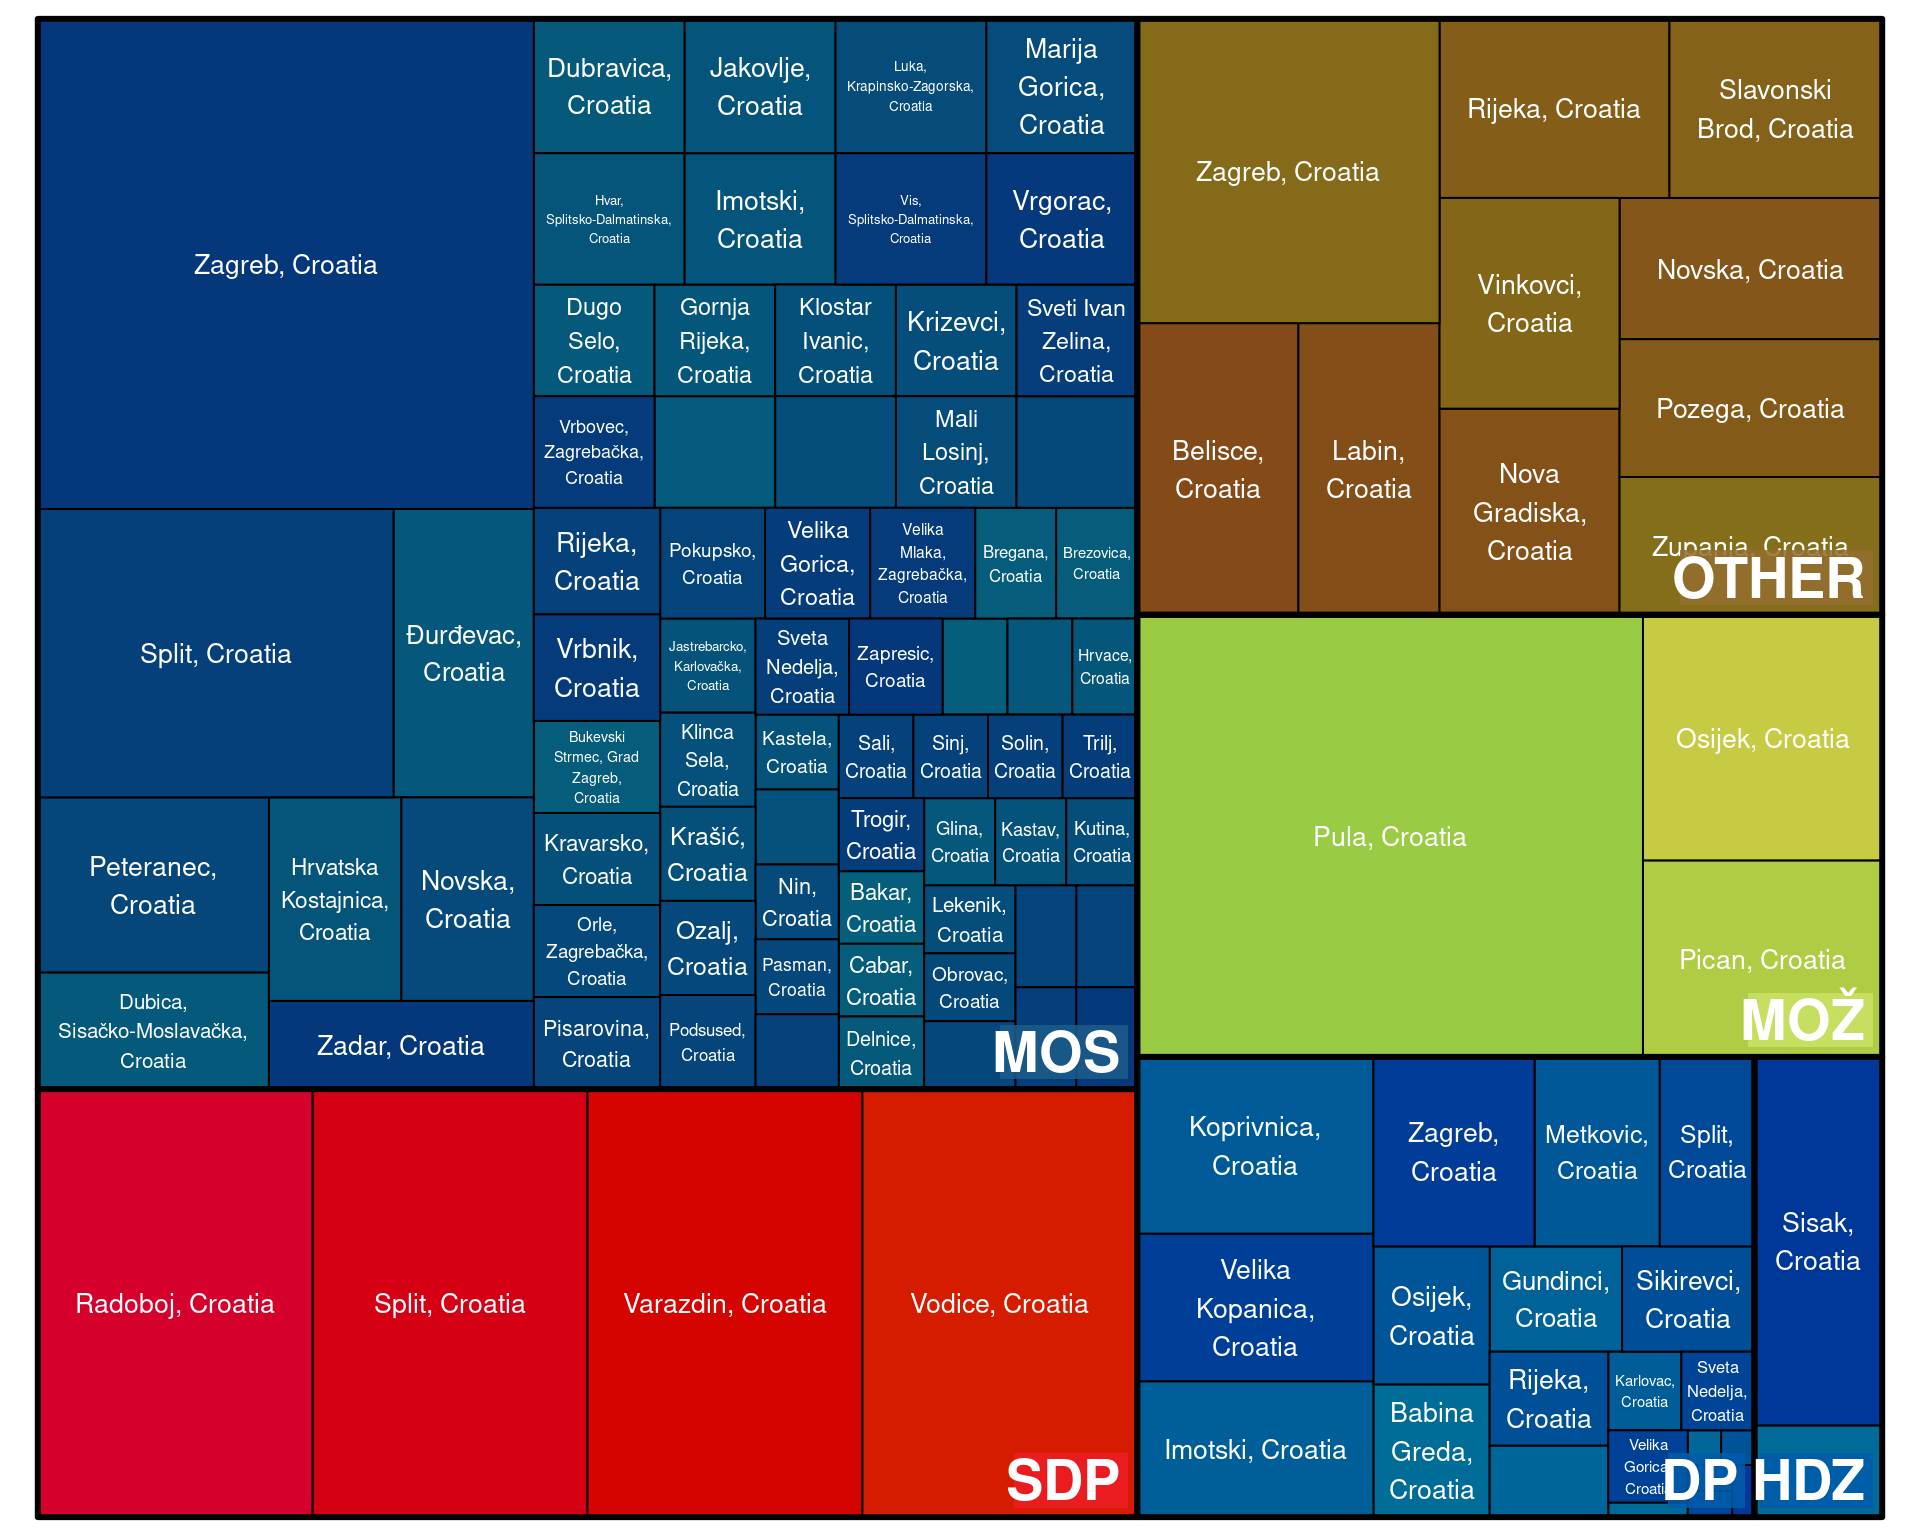 Zagreb, Croatia
Dubravica,
Croatia
Jakovlje,
Croatia
Luka,
Krapinsko-Zagorska,
Croatia
Marija
Gorica,
Croatia
Hvar,
Splitsko-Dalmatinska,
Croatia
Imotski,
Croatia
Vis,
Splitsko-Dalmatinska,
Croatia
Vrgorac,
Croatia
Dugo
Selo,
Croatia
Gornja
Rijeka,
Croatia
Klostar
Ivanic,
Croatia
Krizevci,
Croatia
Sveti Ivan
Zelina,
Croatia
Vrbovec,
Zagrebačka,
Croatia
Mali
Losinj,
Croatia
Split, Croatia
Đurđevac,
Croatia
Rijeka,
Croatia
Pokupsko,
Croatia
Velika
Gorica,
Croatia
Velika
Mlaka,
Zagrebačka,
Croatia
Bregana,
Croatia
Brezovica,
Croatia
Vrbnik,
Croatia
Jastrebarcko,
Karlovačka,
Croatia
Sveta
Nedelja,
Croatia
Zapresic,
Croatia
Hrvace,
Croatia
Bukevski
Strmec, Grad
Zagreb,
Croatia
Klinca
Sela,
Croatia
Kastela,
Croatia
Sali,
Croatia
Sinj,
Croatia
Solin,
Croatia
Trilj,
Croatia
Peteranec,
Croatia
Hrvatska
Kostajnica,
Croatia
Novska,
Croatia
Kravarsko,
Croatia
Krašić,
Croatia
Trogir,
Croatia
Glina,
Croatia
Kastav,
Croatia
Kutina,
Croatia
Nin,
Croatia
Bakar,
Croatia
Lekenik,
Croatia
Orle,
Zagrebačka,
Croatia
Ozalj,
Croatia
Pasman,
Croatia
Cabar,
Croatia
Obrovac,
Croatia
Dubica,
Sisačko-Moslavačka,
Croatia
Zadar, Croatia
Pisarovina,
Croatia
Podsused,
Croatia
Delnice,
Croatia
MOS
Radoboj, Croatia
Split, Croatia
Varazdin, Croatia
Vodice, Croatia
SDP
Zagreb, Croatia
Rijeka, Croatia
Slavonski
Brod, Croatia
Vinkovci,
Croatia
Novska, Croatia
Pozega, Croatia
Belisce,
Croatia
Labin,
Croatia
Nova
Gradiska,
Croatia
Zupanja, Croatia
OTHER
Pula, Croatia
Osijek, Croatia
Pican, Croatia
MOŽ
Koprivnica,
Croatia
Zagreb,
Croatia
Metkovic,
Croatia
Split,
Croatia
Velika
Kopanica,
Croatia
Osijek,
Croatia
Gundinci,
Croatia
Sikirevci,
Croatia
Rijeka,
Croatia
Karlovac,
Croatia
Sveta
Nedelja,
Croatia
Imotski, Croatia
Babina
Greda,
Croatia
Velika
Gorica,
Croatia
DP
Sisak,
Croatia
HDZ